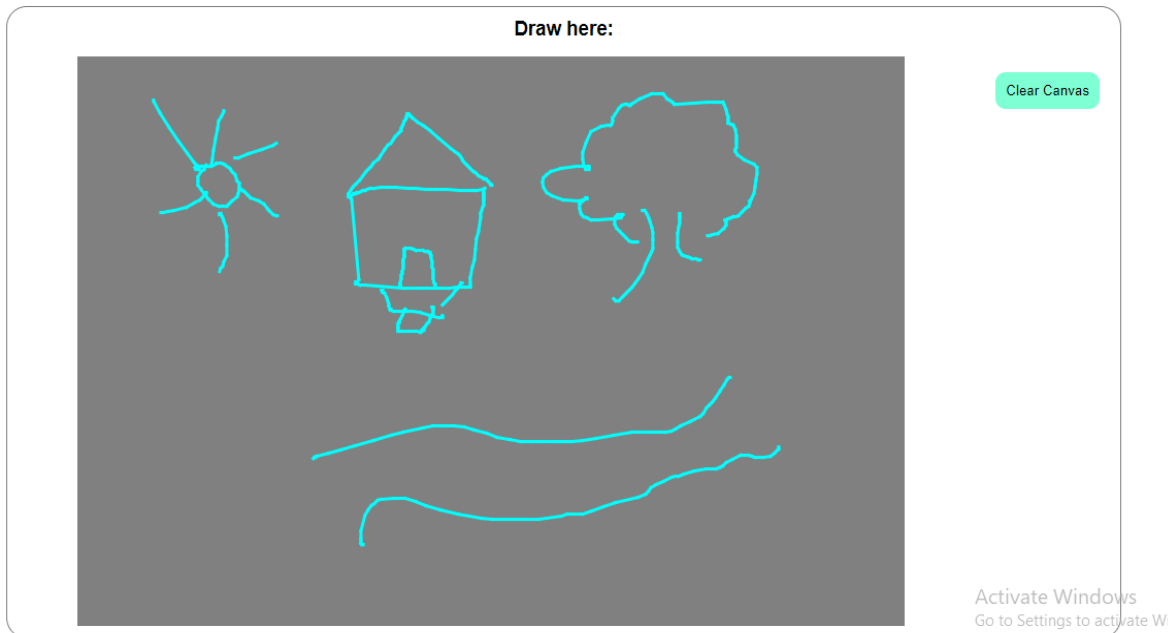 Draw here:
Clear Canvas
Activate Windows
Go to Settings to activate W